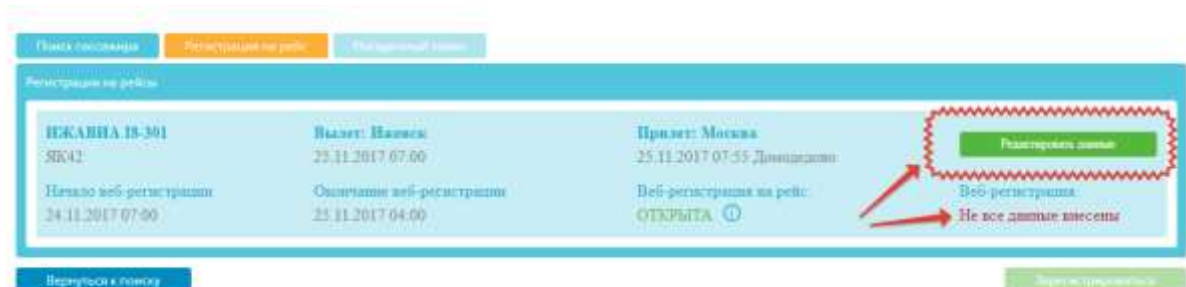 Поиск пассажира
Регистрация на рейс
Посадочный талон
Регистрация на рейсы
ИЖАВИА I8-301
Вылет: Ижевск
Прилет: Москва
Редактировать данные
ЯК42
25.11.2017 07:00
25.11.2017 07:55 Домодедово
Начало веб-регистрации
Окончание веб-регистрации
Веб-регистрация на рейс:
Веб-регистрация:
24.11.2017 07:00
25.11.2017 04:00
ОТКРЫТА
Не все данные внесены
Вернуться к поиску
Зарегистрироваться